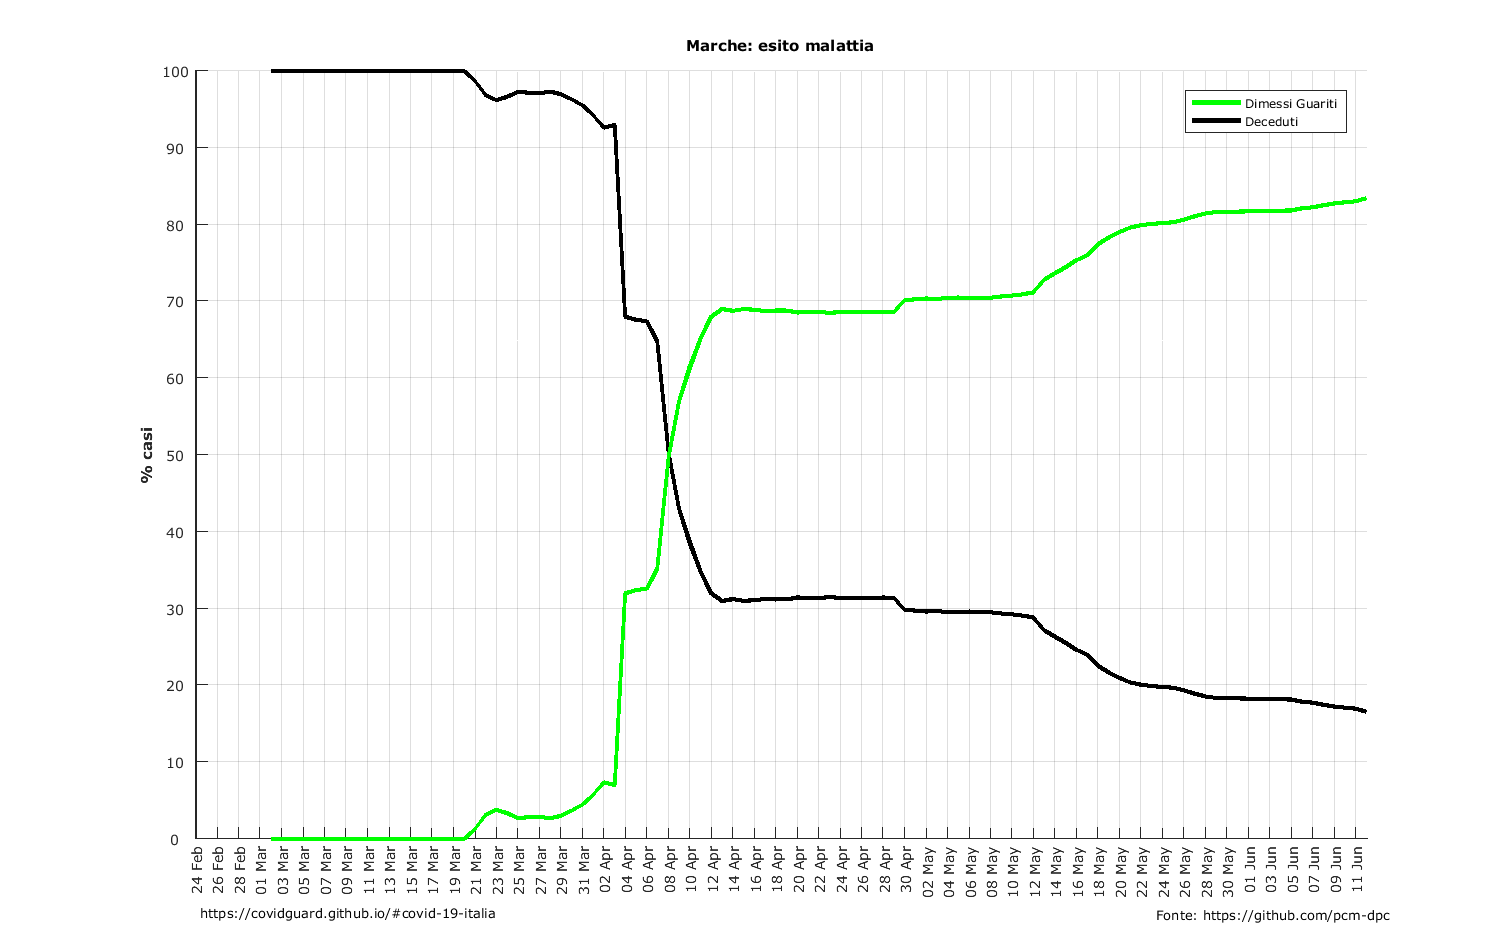 Marche: esito malattia
100
90
80
70
60
50
40
30
20
10
0
% casi
Dimessi Guariti
Deceduti
24 Feb
26 Feb
28 Feb
01 Mar
03 Mar
05 Mar
07 Mar
09 Mar
11 Mar
13 Mar
15 Mar
17 Mar
19 Mar
21 Mar
23 Mar
25 Mar
27 Mar
29 Mar
31 Mar
02 Apr
04 Apr
06 Apr
08 Apr
10 Apr
12 Apr
14 Apr
16 Apr
18 Apr
20 Apr
22 Apr
24 Apr
26 Apr
28 Apr
30 Apr
02 May
04 May
06 May
08 May
10 May
12 May
14 May
16 May
18 May
20 May
22 May
24 May
26 May
28 May
30 May
01 Jun
03 Jun
05 Jun
07 Jun
09 Jun
11 Jun
https://covidguard.github.io/#covid-19-italia
Fonte: https://github.com/pcm-dpc